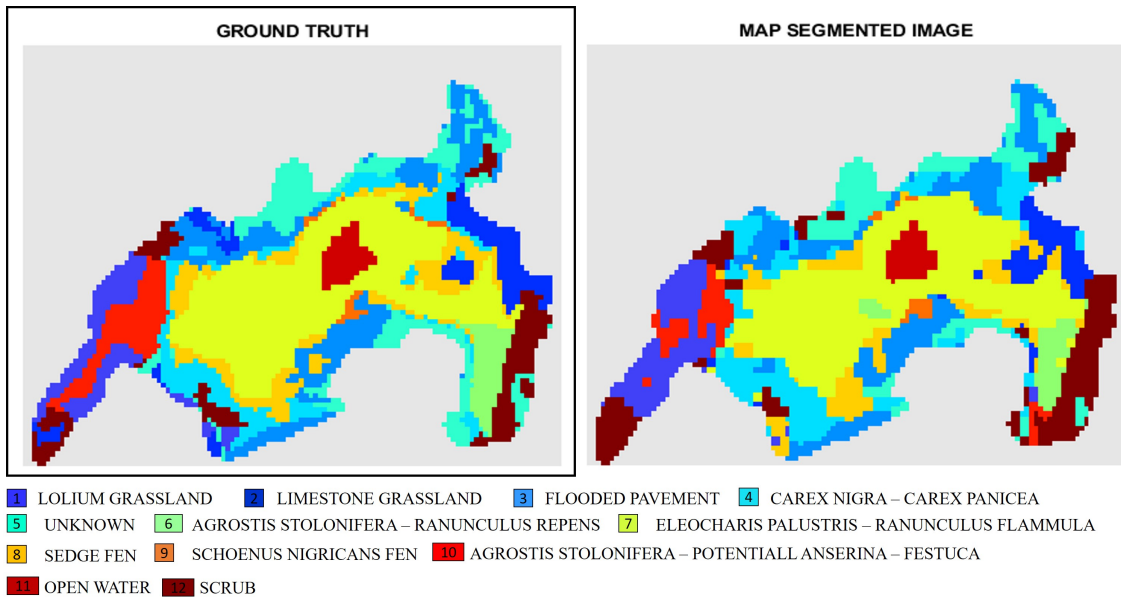 GROUND TRUTH
MAP SEGMENTED IMAGE
1 LOLIUM GRASSLAND 2 LIMESTONE GRASSLAND 3 FLOODED PAVEMENT 4 CAREX NIGRA – CAREX PANICEA
5 UNKNOWN 6 AGROSTIS STOLONIFERA – RANUNCULUS REPENS 7 ELEOCHARIS PALUSTRIS – RANUNCULUS FLAMMULA
8 SEDGE FEN 9 SCHOENUS NIGRICANS FEN 10 AGROSTIS STOLONIFERA – POTENTIALL ANSERINA – FESTUCA
11 OPEN WATER 12 SCRUB